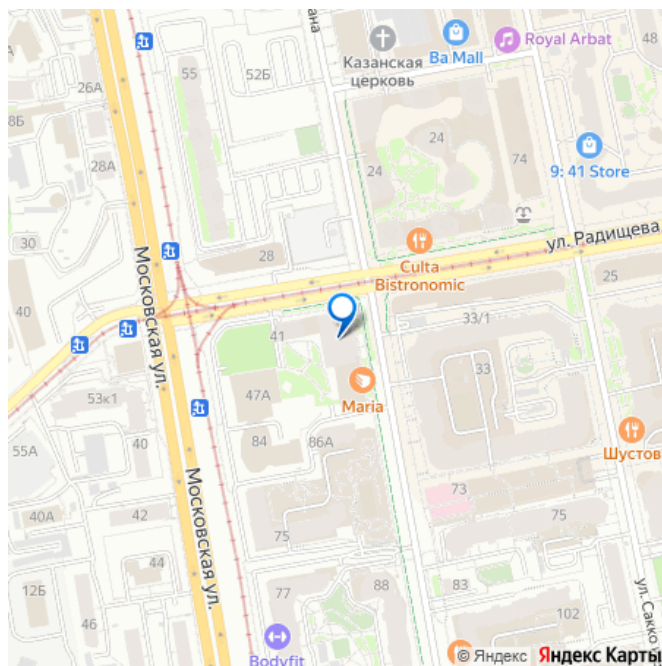 ана
48
Royal Arbat
Казанская
церковь
Ba Mall
55
52Б
26А
8Б
24
24
74
28А
9: 41 Store
30
ул. Радищева
28
Московская ул.
Culta
Bistronomic
25
40
33/1
41
33
53к1
47А
Maria
55А
40
84
86А
Шустов
Московская ул.
73
40А
42
75
75
44
12Б
77
88
83
46
102
ул. Сакко
Bodyfit
© Яндекс Яндекс Карты